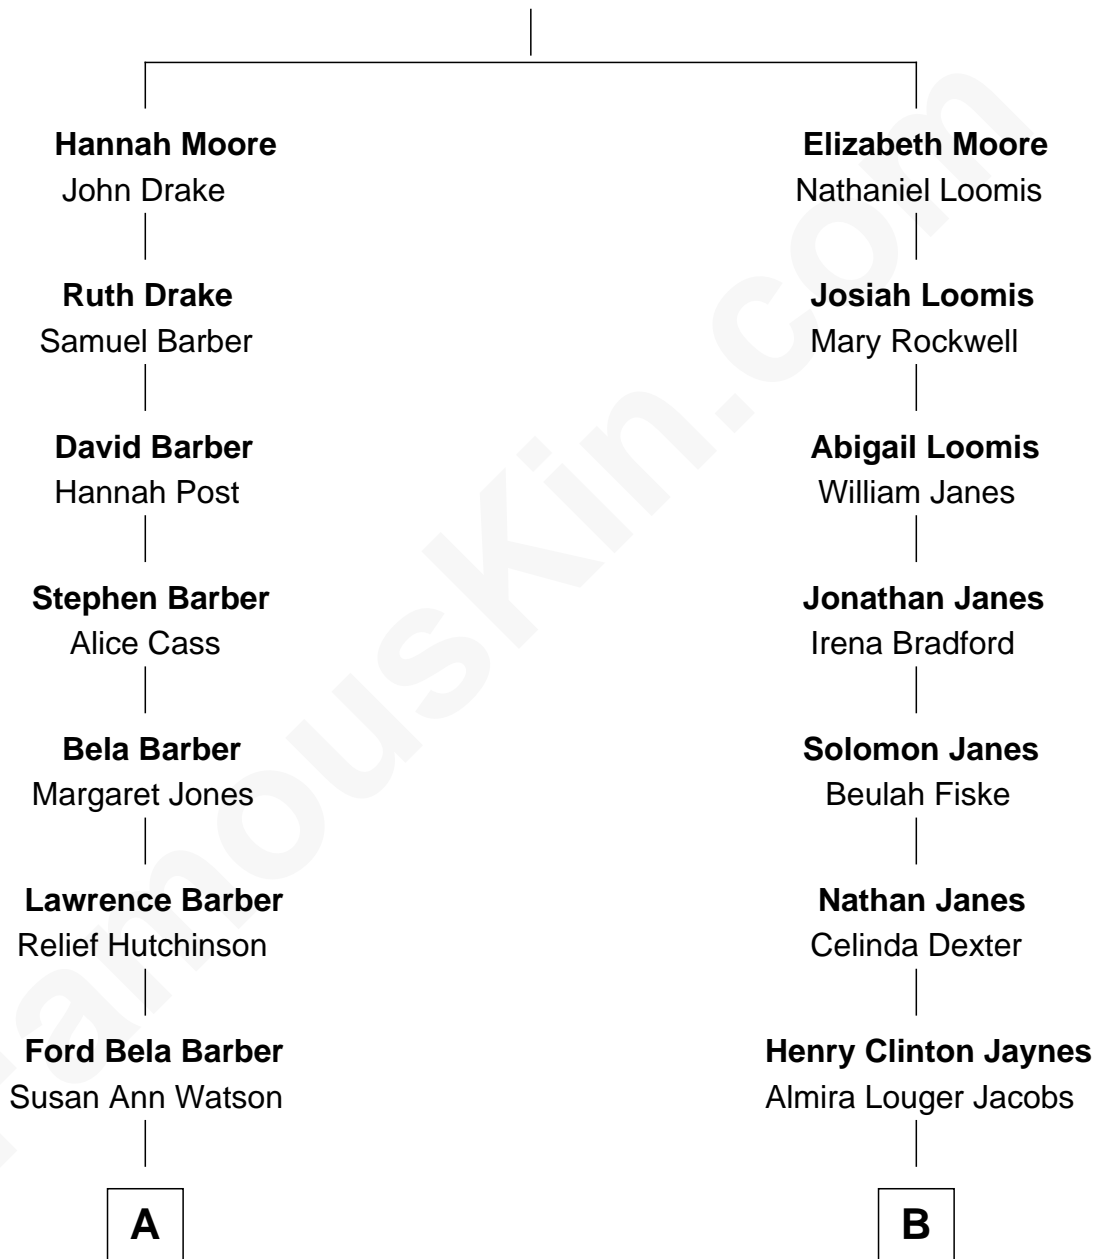 Hannah Moore
John Drake
Elizabeth Moore
Nathaniel Loomis
Ruth Drake
Samuel Barber
Josiah Loomis
Mary Rockwell
David Barber
Hannah Post
Abigail Loomis
William Janes
Stephen Barber
Alice Cass
Jonathan Janes
Irena Bradford
Bela Barber
Margaret Jones
Solomon Janes
Beulah Fiske
Lawrence Barber
Relief Hutchinson
Nathan Janes
Celinda Dexter
Ford Bela Barber
Susan Ann Watson
Henry Clinton Jaynes
Almira Louger Jacobs
A
B
FamousKin.com